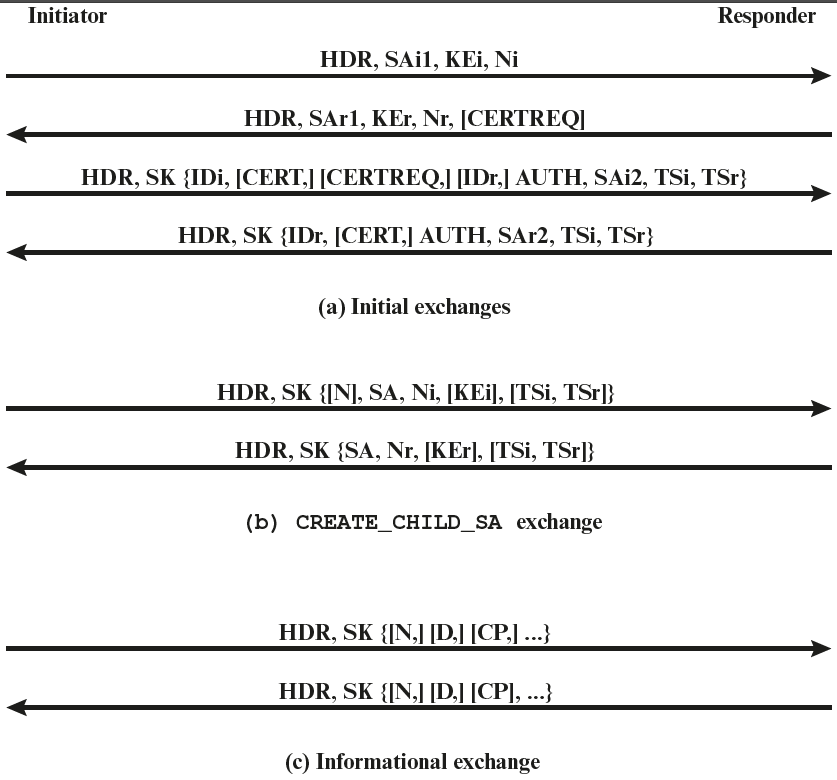 Initiator Responder
HDR, SAi1, KEi, Ni
HDR, SAr1, KEr, Nr, [CERTREQ]
HDR, SK {IDi, [CERT,] [CERTREQ,] [IDr,] AUTH, SAi2, TSi, TSr}
HDR, SK {IDr, [CERT,] AUTH, SAr2, TSi, TSr}
(a) Initial exchanges
HDR, SK {[N], SA, Ni, [KEi], [TSi, TSr]}
HDR, SK {SA, Nr, [KEr], [TSi, TSr]}
(b) CREATE_CHILD_SA exchange
HDR, SK {[N,] [D,] [CP,] ...}
HDR, SK {[N,] [D,] [CP], ...}
(c) Informational exchange